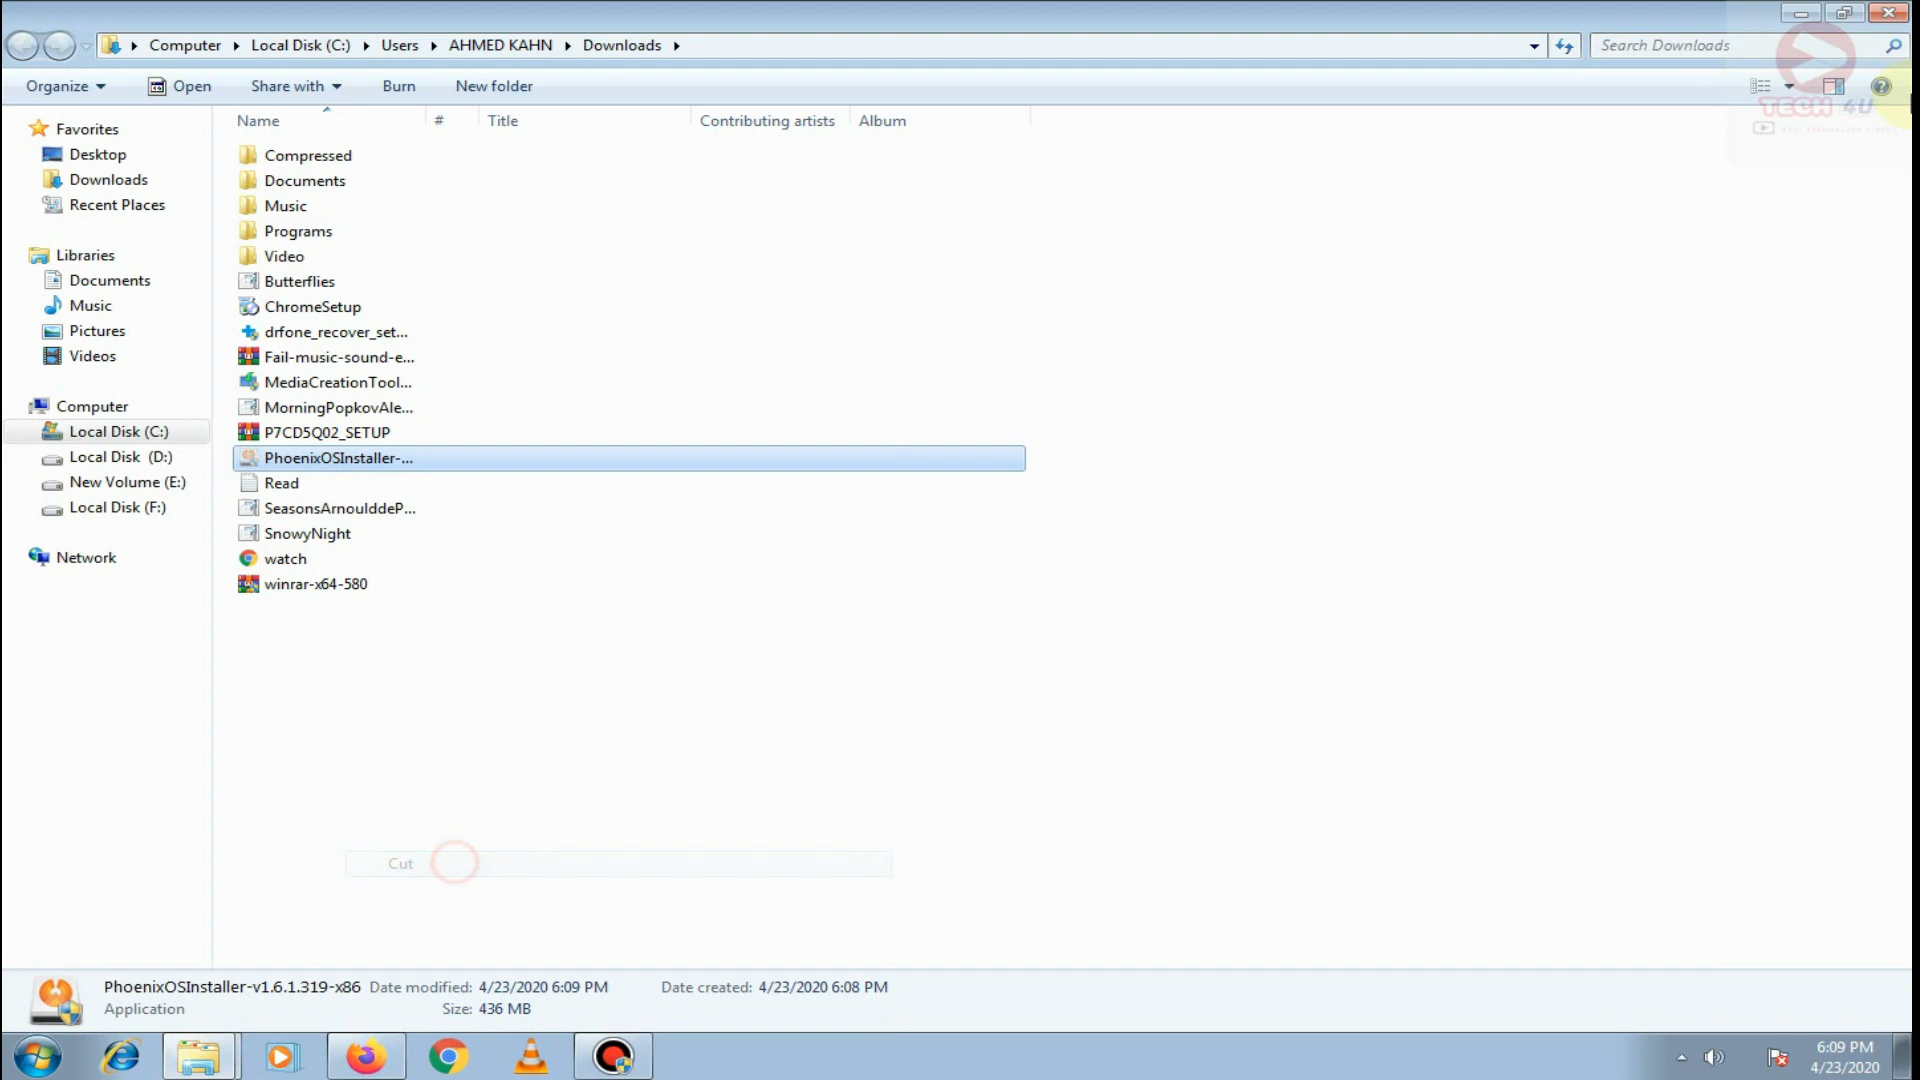 Computer Local Disk (C:) Users AHMED KAHN Downloads
Search Downloads
Organize Open Share with Burn New folder
TECH 4U
Name # Title Contributing artists Album
Favorites
Desktop
Downloads
Recent Places
Libraries
Documents
Music
Pictures
Videos
Computer
Local Disk (C:)
Local Disk (D:)
New Volume (E:)
Local Disk (F:)
Network
Compressed
Documents
Music
Programs
Video
Butterflies
ChromeSetup
drfone_recover_set...
Fail-music-sound-e...
MediaCreationTool...
MorningPopkovAle...
P7CD5Q02_SETUP
PhoenixOSInstaller-...
Read
SeasonsArnoulddeP...
SnowyNight
watch
winrar-x64-580
Cut
PhoenixOSInstaller-v1.6.1.319-x86 Date modified: 4/23/2020 6:09 PM Date created: 4/23/2020 6:08 PM
Application Size: 436 MB
6:09 PM
4/23/2020